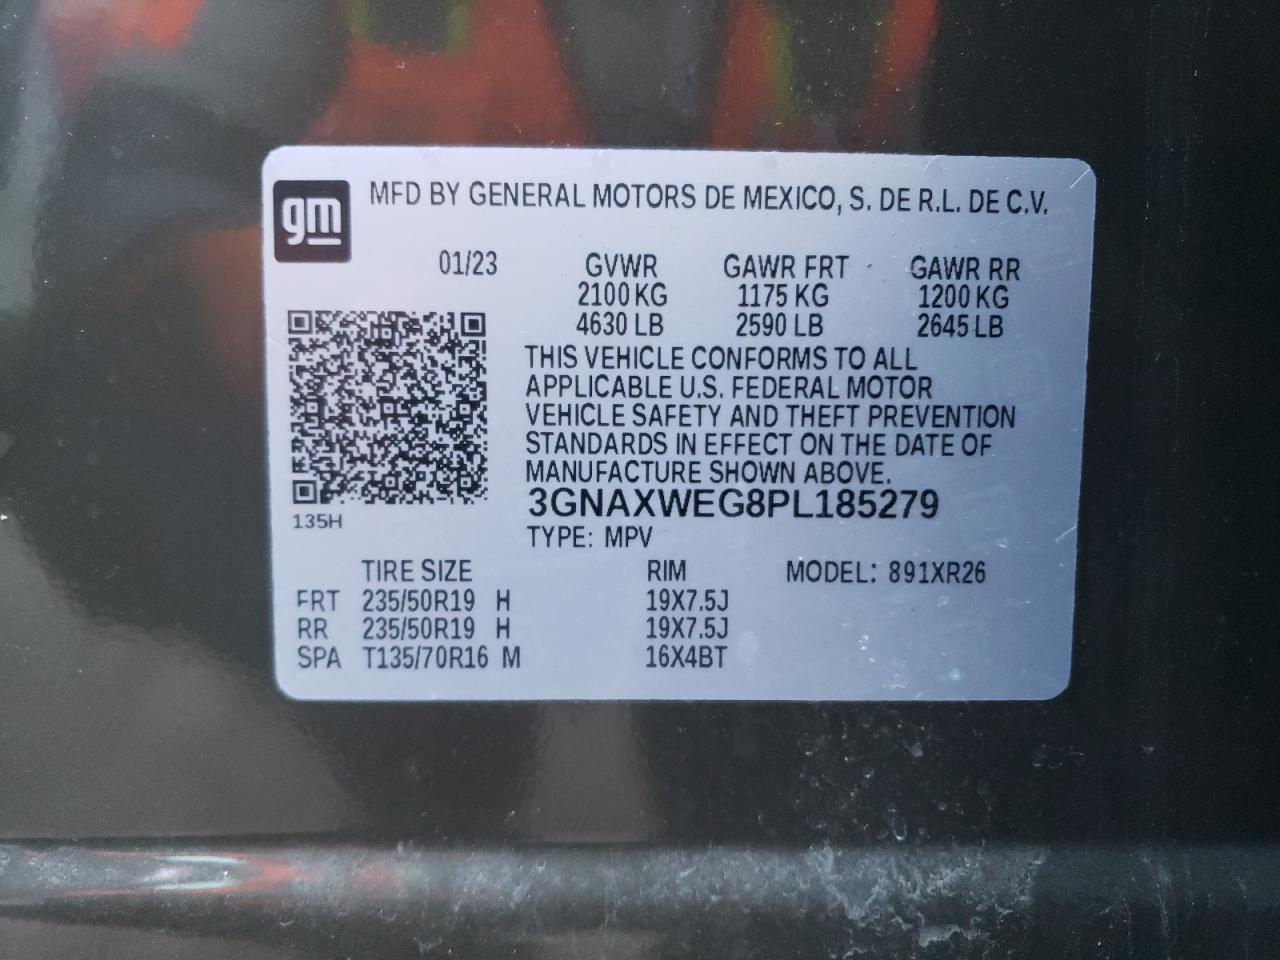 gm
MFD BY GENERAL MOTORS DE MEXICO, S. DE R.L. DE C.V.
01/23 GVWR GAWR FRT GAWR RR
2100 KG 1175 KG 1200 KG
4630 LB 2590 LB 2645 LB
THIS VEHICLE CONFORMS TO ALL
APPLICABLE U.S. FEDERAL MOTOR
VEHICLE SAFETY AND THEFT PREVENTION
STANDARDS IN EFFECT ON THE DATE OF
MANUFACTURE SHOWN ABOVE.
3GNAXWEG8PL185279
135H
TYPE: MPV
TIRE SIZE RIM MODEL: 891XR26
FRT 235/50R19 H 19X7.5J
RR 235/50R19 H 19X7.5J
SPA T135/70R16 M 16X4BT